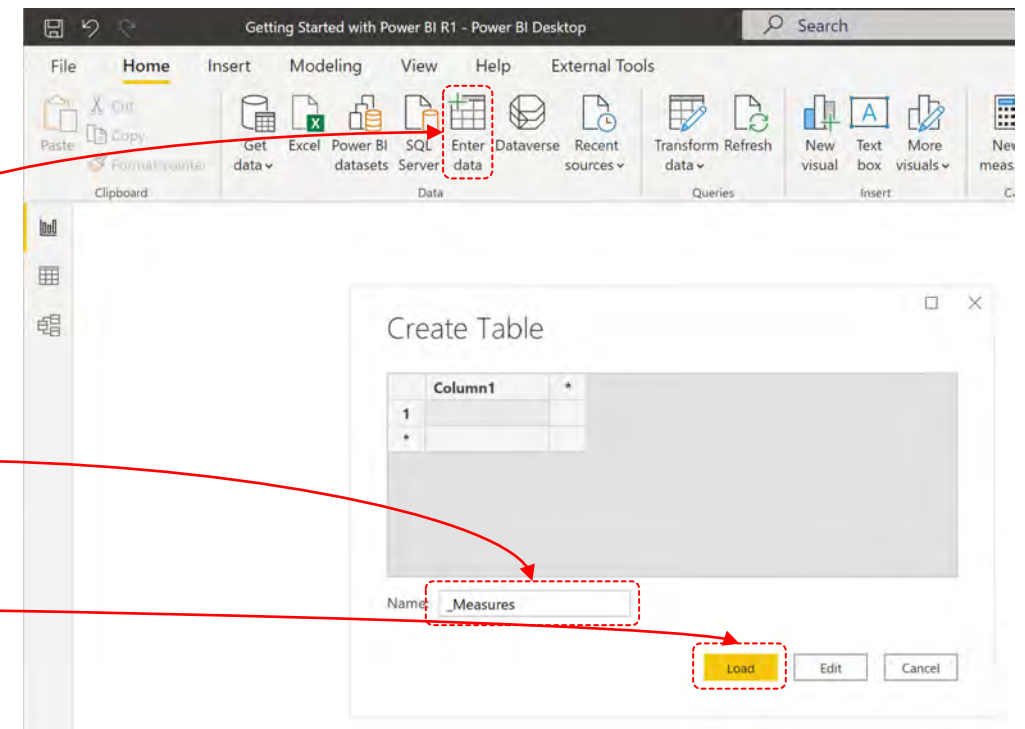 Getting Started with Power BI R1 - Power BI Desktop
Search
File Home Insert Modeling View Help External Tools
Paste
Cut
Copy
Format painter
Get data
Excel
Power BI datasets
SQL Server
Enter data
Dataverse
Recent sources
Transform data
Refresh
New visual
Text box
More visuals
New
meas
Clipboard Data Queries Insert C
Create Table
Column1 *
1
*
Name: _Measures
Load Edit Cancel